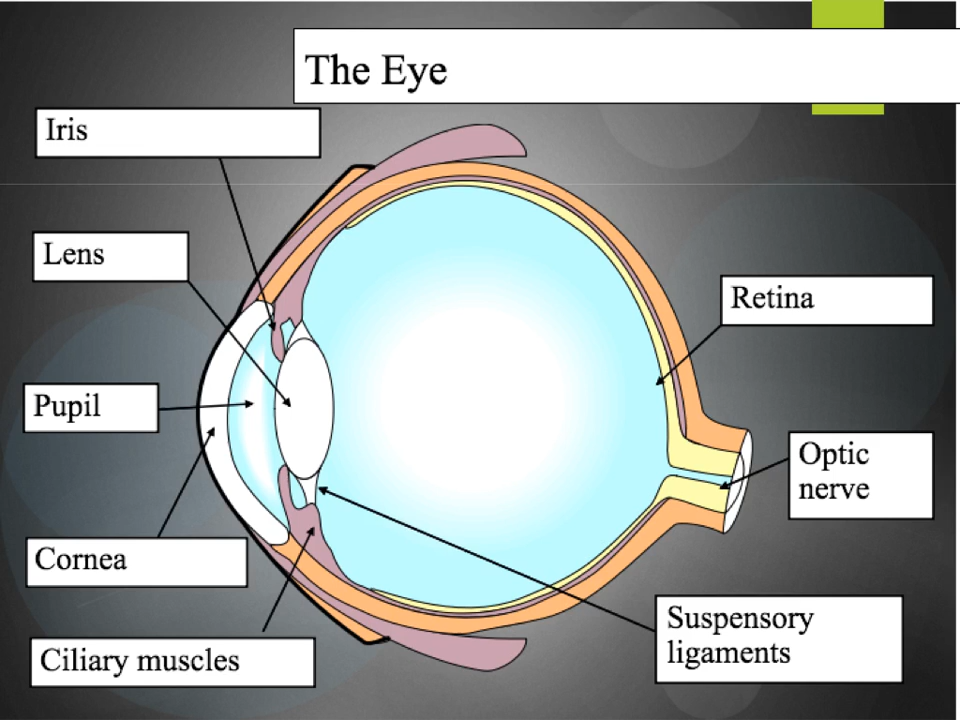 The Eye
Iris
Lens
Retina
Pupil
Optic
nerve
Cornea
Suspensory
ligaments
Ciliary muscles